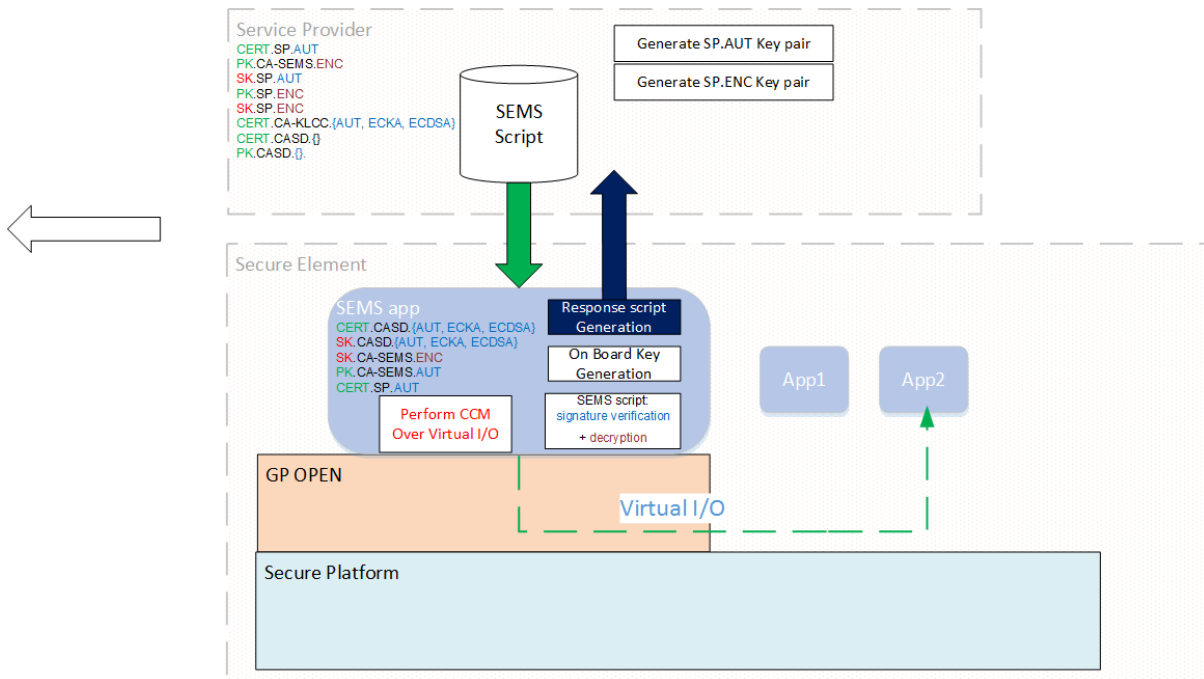 Service Provider
CERT.SP.AUT
PK.CA-SEMS.ENC
SK.SP.AUT
PK.SP.ENC
SK.SP.ENC
CERT.CA-KLCC.{AUT, ECKA, ECDSA}
CERT.CASD.{}
PK.CASD.{}.
SEMS
Script
Generate SP.AUT Key pair
Generate SP.ENC Key pair
Secure Element
SEMS app
CERT.CASD.{AUT, ECKA, ECDSA}
SK.CASD.{AUT, ECKA, ECDSA}
SK.CA-SEMS.ENC
PK.CA-SEMS.AUT
CERT.SP.AUT
Perform CCM
Over Virtual I/O
Response script
Generation
On Board Key
Generation
SEMS script:
signature verification
+ decryption
App1
App2
GP OPEN
Virtual I/O
Secure Platform